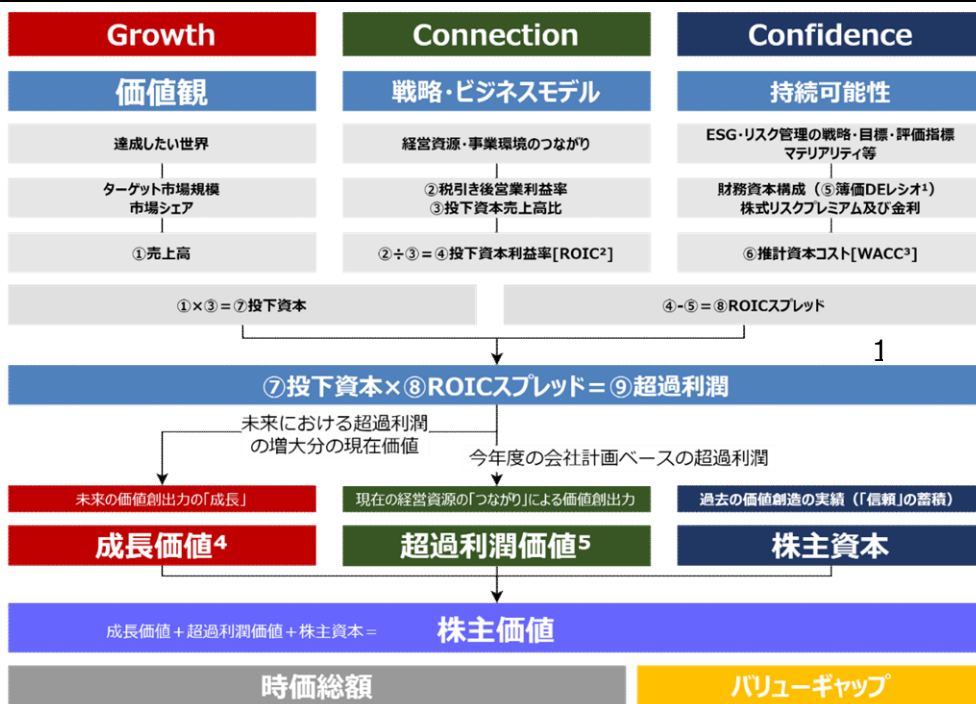 Growth
Connection
Confidence
価値観
戦略・ビジネスモデル
持続可能性
達成したい世界
経営資源・事業環境のつながり
ESG・リスク管理の戦略・目標・評価指標
マテリアリティ等
ターゲット市場規模
市場シェア
②税引き後営業利益率
③投下資本売上高比
財務資本構成（⑤簿価DEレシオ¹）
株式リスクプレミアム及び金利
①売上高
②÷③＝④投下資本利益率[ROIC²]
⑥推計資本コスト[WACC³]
①×③＝⑦投下資本
④-⑤＝⑧ROICスプレッド
1
⑦投下資本×⑧ROICスプレッド＝⑨超過利潤
未来における超過利潤
の増大分の現在価値
今年度の会社計画ベースの超過利潤
未来の価値創出力の「成長」
現在の経営資源の「つながり」による価値創出力
過去の価値創造の実績（「信頼」の蓄積）
成長価値⁴
超過利潤価値⁵
株主資本
成長価値＋超過利潤価値＋株主資本＝
株主価値
時価総額
バリューギャップ